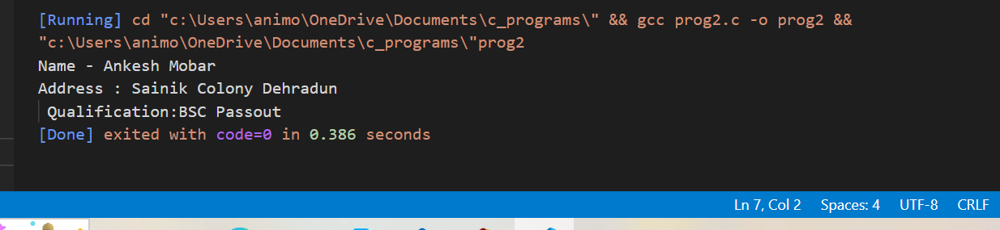 [Running] cd "c:\Users\animo\OneDrive\Documents\c_programs\" && gcc prog2.c -o prog2 &&
"c:\Users\animo\OneDrive\Documents\c_programs\"prog2
Name - Ankesh Mobar
Address : Sainik Colony Dehradun
Qualification:BSC Passout
[Done] exited with code=0 in 0.386 seconds
Ln 7, Col 2 Spaces: 4 UTF-8 CRLF